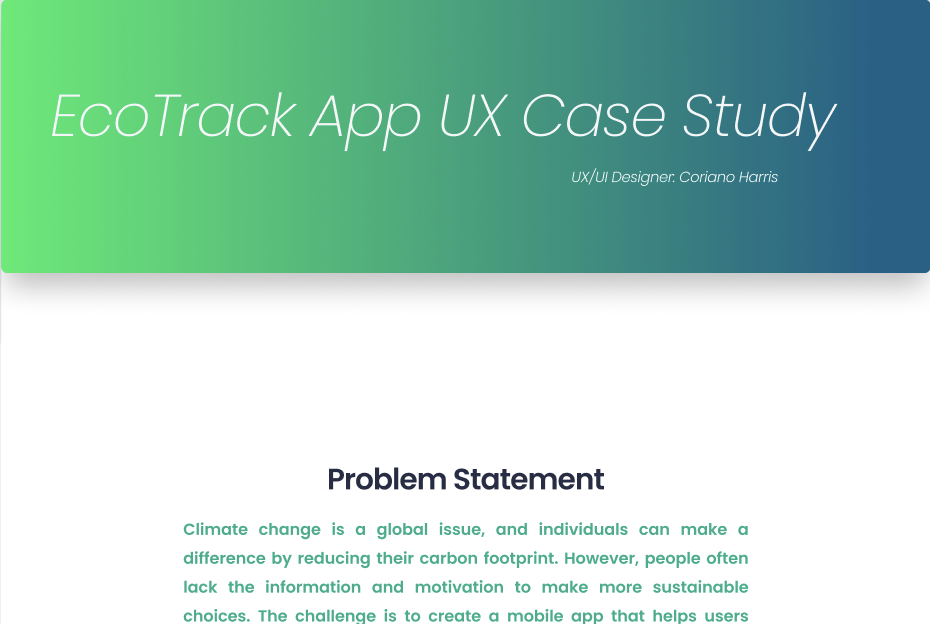 EcoTrack App UX Case Study
UX/UI Designer: Coriano Harris
Problem Statement
Climate change is a global issue, and individuals can make a
difference by reducing their carbon footprint. However, people often
lack the information and motivation to make more sustainable
choices. The challenge is to create a mobile app that helps users